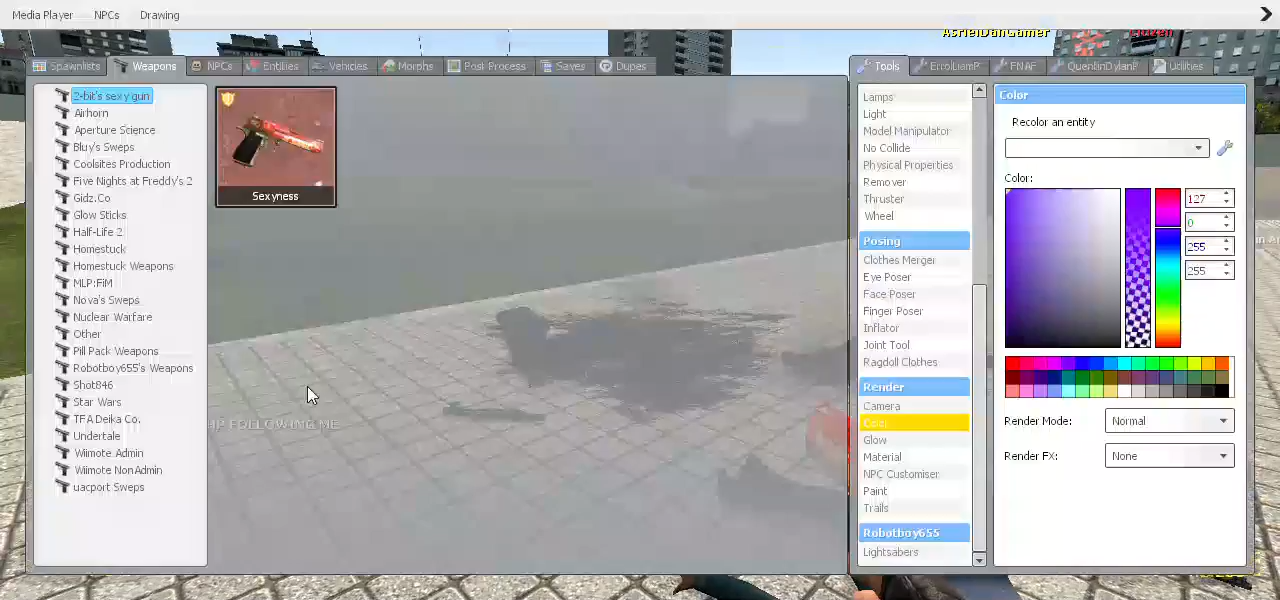 Media Player NPCs Drawing
AsrielDanGamer
Spawnlists Weapons NPCs Entities Vehicles Morphs Post Process Saves Dupes
Tools ErrolLiamP FNAF QuentinDylanP Utilities
2-bit's sexy gun
Airhorn
Aperture Science
Bluy's Sweps
Coolsites Production
Five Nights at Freddy's 2
Gidz.Co
Glow Sticks
Half-Life 2
Homestuck
Homestuck Weapons
MLP:FiM
Nova's Sweps
Nuclear Warfare
Other
Pill Pack Weapons
Robotboy655's Weapons
Shot846
Star Wars
TFA Deika Co.
Undertale
Wimote Admin
Wimote NonAdmin
uacport Sweps
Sexyness
FOLLOWING ME
Lamps
Light
Model Manipulator
No Collide
Physical Properties
Remover
Thruster
Wheel
Posing
Clothes Merger
Eye Poser
Face Poser
Finger Poser
Inflator
Joint Tool
Ragdoll Clothes
Render
Camera
Color
Glow
Material
NPC Customiser
Paint
Trails
Robotboy655
Lightsabers
Color
Recolor an entity
Color:
127
0
255
255
Render Mode: Normal
Render FX: None